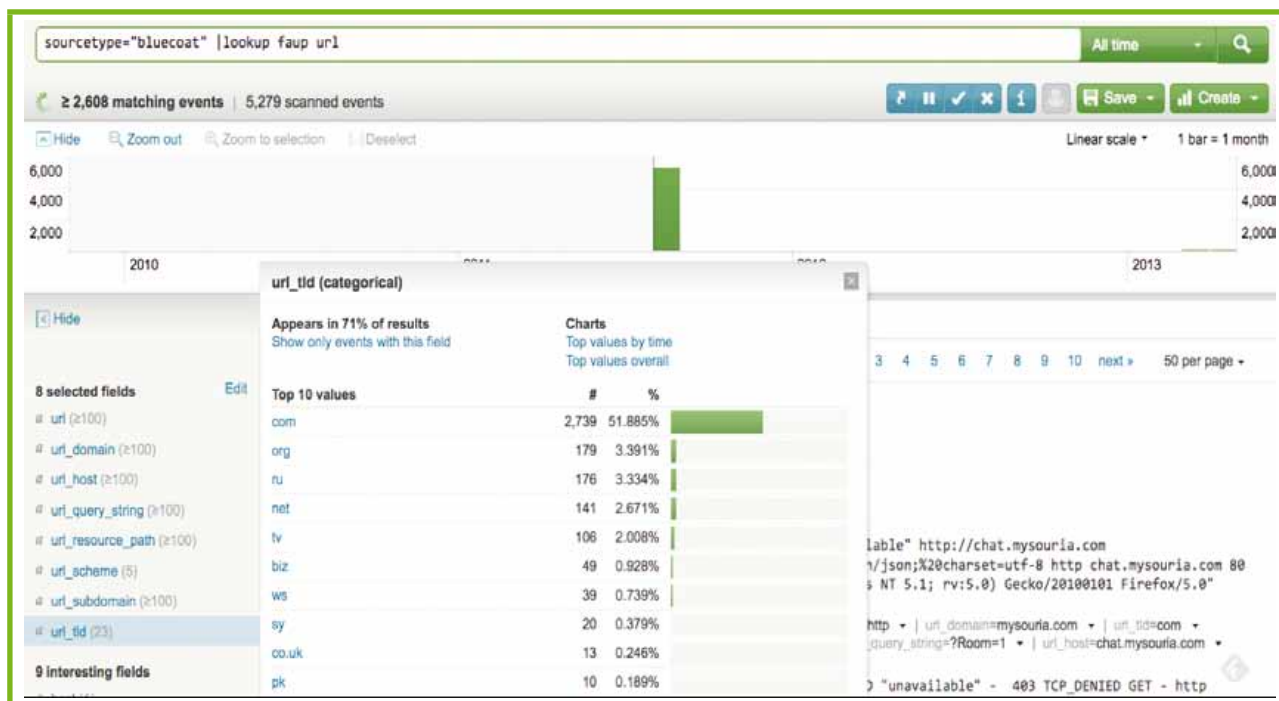 sourcetype="bluecoat" |lookup faup url
All time
≥ 2,608 matching events | 5,279 scanned events
Save
Create
Hide
Zoom out
Zoom to selection
Deselect
Linear scale
1 bar = 1 month
6,000
6,000
4,000
4,000
2,000
2,000
2010
2013
url_tld (categorical)
Hide
Appears in 71% of results
Charts
Show only events with this field
Top values by time
Top values overall
3 4 5 6 7 8 9 10 next »
50 per page
8 selected fields
Edit
Top 10 values # %
a url (≥100)
com 2,739 51.885%
a url_domain (≥100)
org 179 3.391%
a url_host (≥100)
ru 176 3.334%
a url_query_string (≥100)
net 141 2.671%
a url_resource_path (≥100)
tv 106 2.008%
lable" http://chat.mysouria.com
a url_scheme (5)
biz 49 0.928%
n/json;%20charset=utf-8 http chat.mysouria.com 80
s NT 5.1; rv:5.0) Gecko/20100101 Firefox/5.0"
a url_subdomain (≥100)
ws 39 0.739%
a url_tld (23)
sy 20 0.379%
http | url_domain=mysouria.com | url_tld=com
_query_string=?Room=1 | url_host=chat.mysouria.com
co.uk 13 0.246%
9 interesting fields
pk 10 0.189%
D "unavailable" - 403 TCP_DENIED GET - http